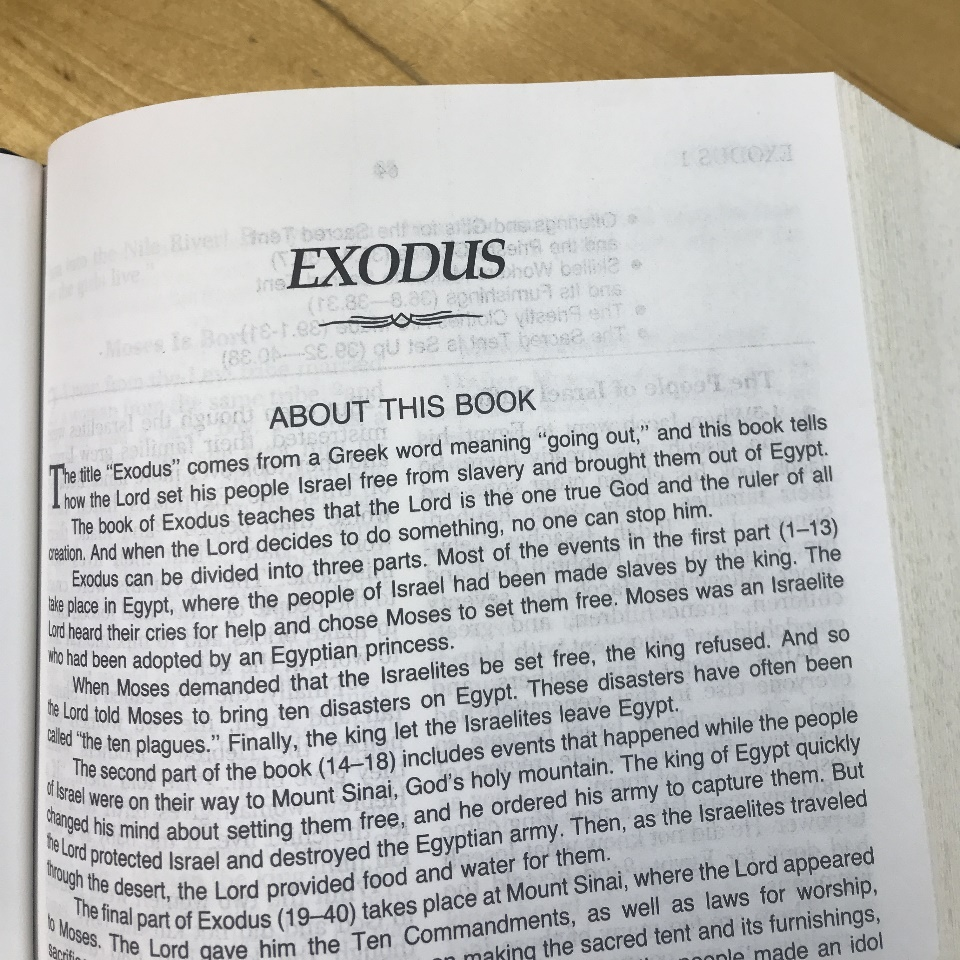 EXODUS
ABOUT THIS BOOK
The title “Exodus” comes from a Greek word meaning “going out,” and this book tells
how the Lord set his people Israel free from slavery and brought them out of Egypt.
The book of Exodus teaches that the Lord is the one true God and the ruler of all
creation. And when the Lord decides to do something, no one can stop him.
Exodus can be divided into three parts. Most of the events in the first part (1–13)
take place in Egypt, where the people of Israel had been made slaves by the king. The
Lord heard their cries for help and chose Moses to set them free. Moses was an Israelite
who had been adopted by an Egyptian princess.
When Moses demanded that the Israelites be set free, the king refused. And so
the Lord told Moses to bring ten disasters on Egypt. These disasters have often been
called “the ten plagues.” Finally, the king let the Israelites leave Egypt.
The second part of the book (14–18) includes events that happened while the people
of Israel were on their way to Mount Sinai, God’s holy mountain. The king of Egypt quickly
changed his mind about setting them free, and he ordered his army to capture them. But
the Lord protected Israel and destroyed the Egyptian army. Then, as the Israelites traveled
through the desert, the Lord provided food and water for them.
The final part of Exodus (19–40) takes place at Mount Sinai, where the Lord appeared
to Moses. The Lord gave him the Ten Commandments, as well as laws for worship,
making the sacred tent and its furnishings,
people made an idol